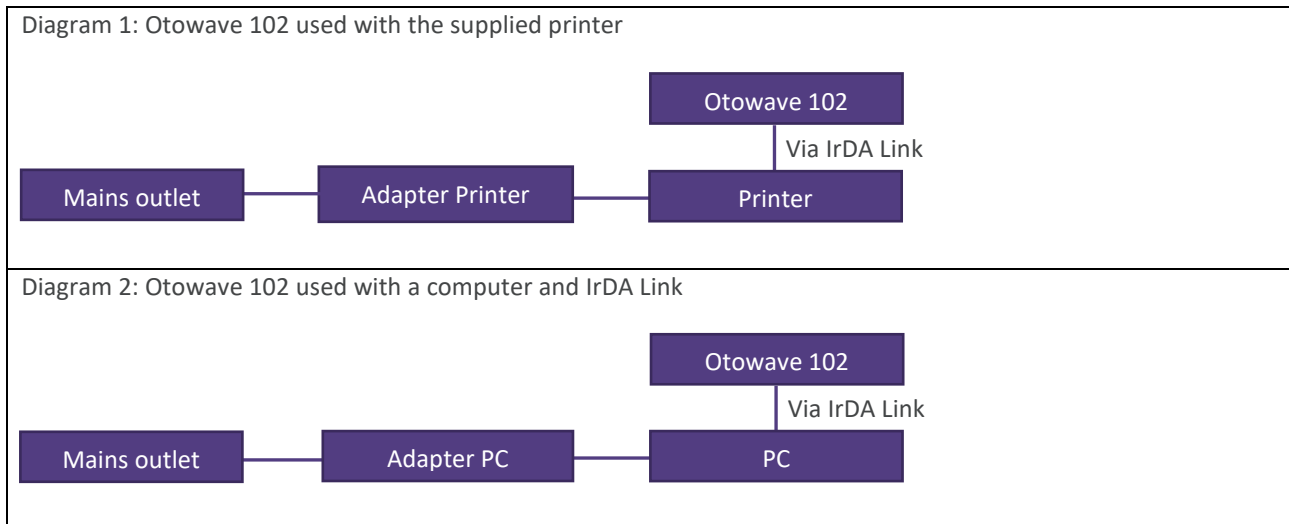 Diagram 1: Otowave 102 used with the supplied printer
Otowave 102
Via IrDA Link
Mains outlet
Adapter Printer
Printer
Diagram 2: Otowave 102 used with a computer and IrDA Link
Otowave 102
Via IrDA Link
Mains outlet
Adapter PC
PC